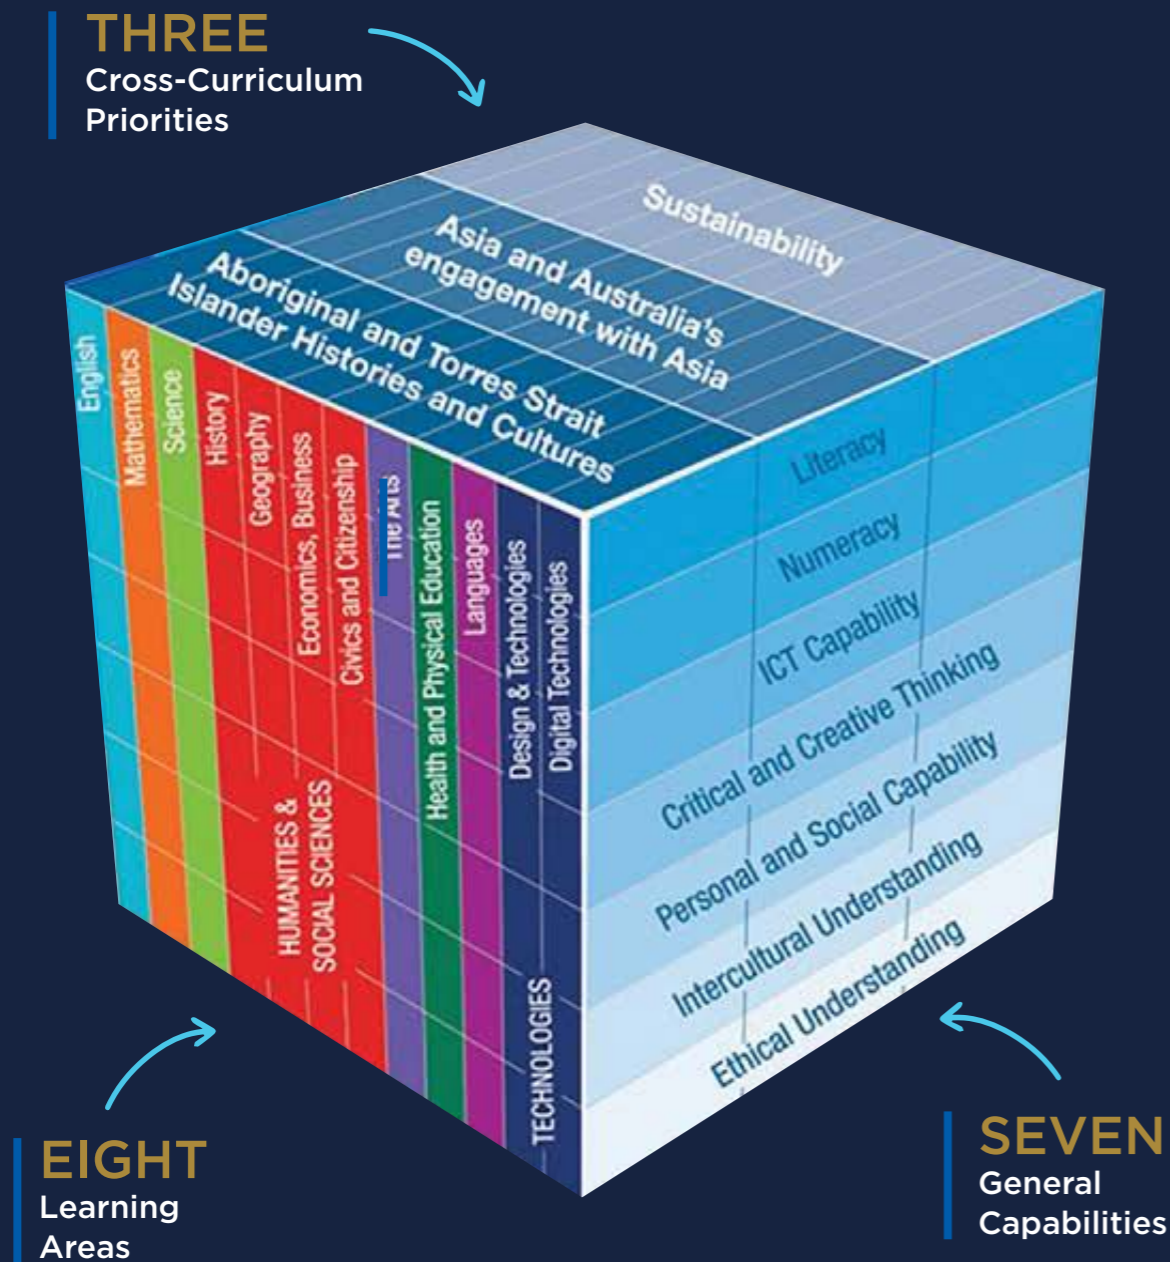 THREE
Cross-Curriculum
Priorities
Sustainability
Asia and Australia's
engagement with Asia
Aboriginal and Torres Strait
Islander Histories and Cultures
English
Mathematics
Science
History
Geography
Economics, Business
Civics and Citizenship
The Arts
Health and Physical Education
Languages
Design & Technologies
Digital Technologies
HUMANITIES &
SOCIAL SCIENCES
TECHNOLOGIES
Literacy
Numeracy
ICT Capability
Critical and Creative Thinking
Personal and Social Capability
Intercultural Understanding
Ethical Understanding
EIGHT
Learning
Areas
SEVEN
General
Capabilities